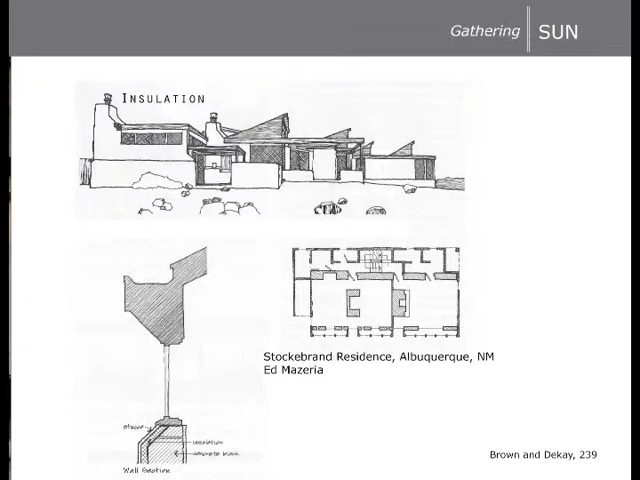 Gathering
SUN
INSULATION
Stockebrand Residence, Albuquerque, NM
Ed Mazeria
stucco
insulation
concrete block
Wall Section
Brown and Dekay, 239